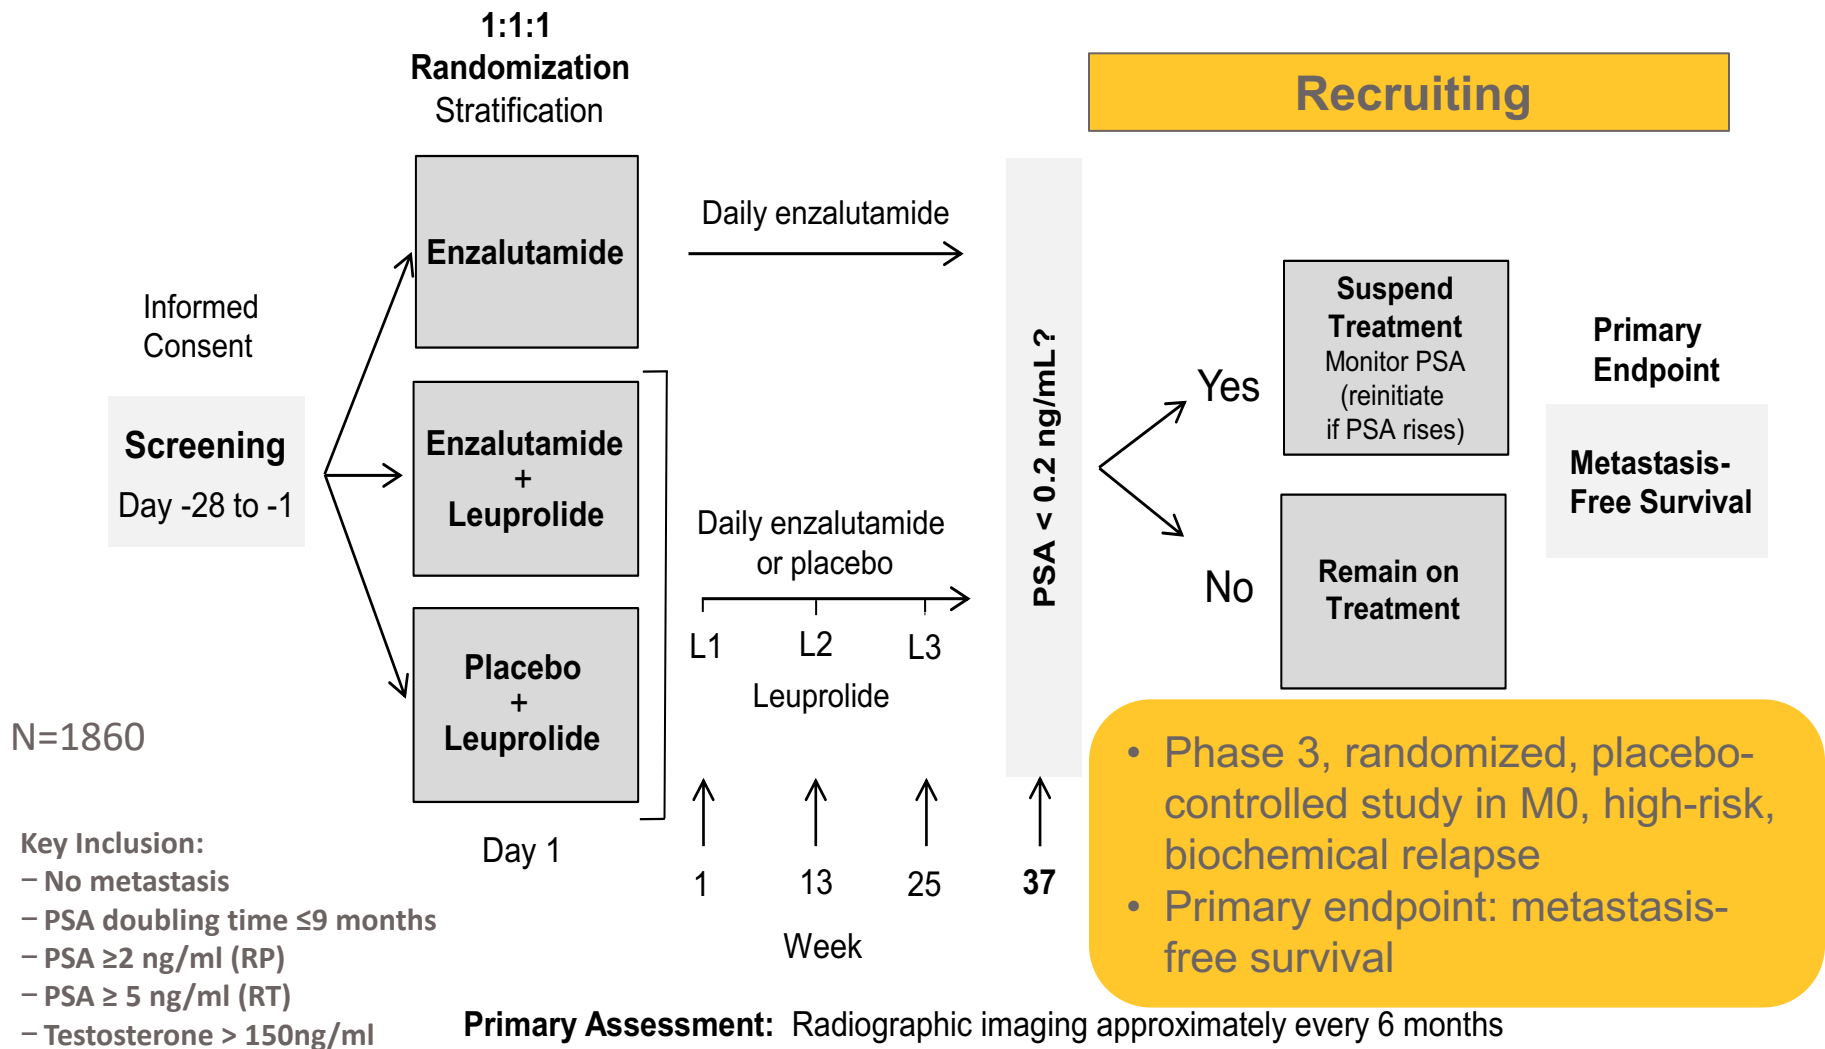 1:1:1
Randomization
Stratification
Recruiting
Informed
Consent
Screening
Day -28 to -1
Enzalutamide
Enzalutamide
+
Leuprolide
Placebo
+
Leuprolide
Day 1
Daily enzalutamide
Daily enzalutamide
or placebo
L1 L2 L3
Leuprolide
1 13 25 37
Week
PSA < 0.2 ng/mL?
Yes
No
Suspend
Treatment
Monitor PSA
(reinitiate
if PSA rises)
Remain on
Treatment
Primary
Endpoint
Metastasis-
Free Survival
N=1860
Key Inclusion:
– No metastasis
– PSA doubling time ≤9 months
– PSA ≥2 ng/ml (RP)
– PSA ≥ 5 ng/ml (RT)
– Testosterone > 150ng/ml
• Phase 3, randomized, placebo-
controlled study in M0, high-risk,
biochemical relapse
• Primary endpoint: metastasis-
free survival
Primary Assessment: Radiographic imaging approximately every 6 months